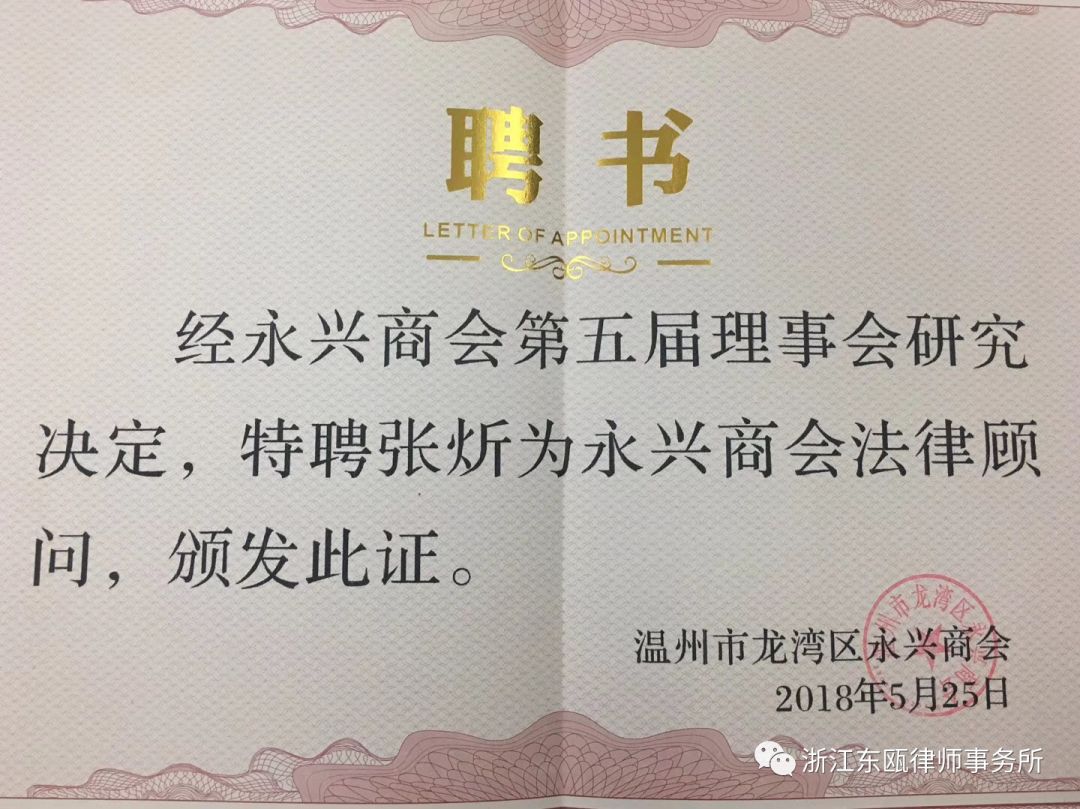 聘书
LETTER OF APPOINTMENT
经永兴商会第五届理事会研究
决定，特聘张炘为永兴商会法律顾
问，颁发此证。
温州市龙湾区永兴商会
2018年5月25日
浙江东瓯律师事务所